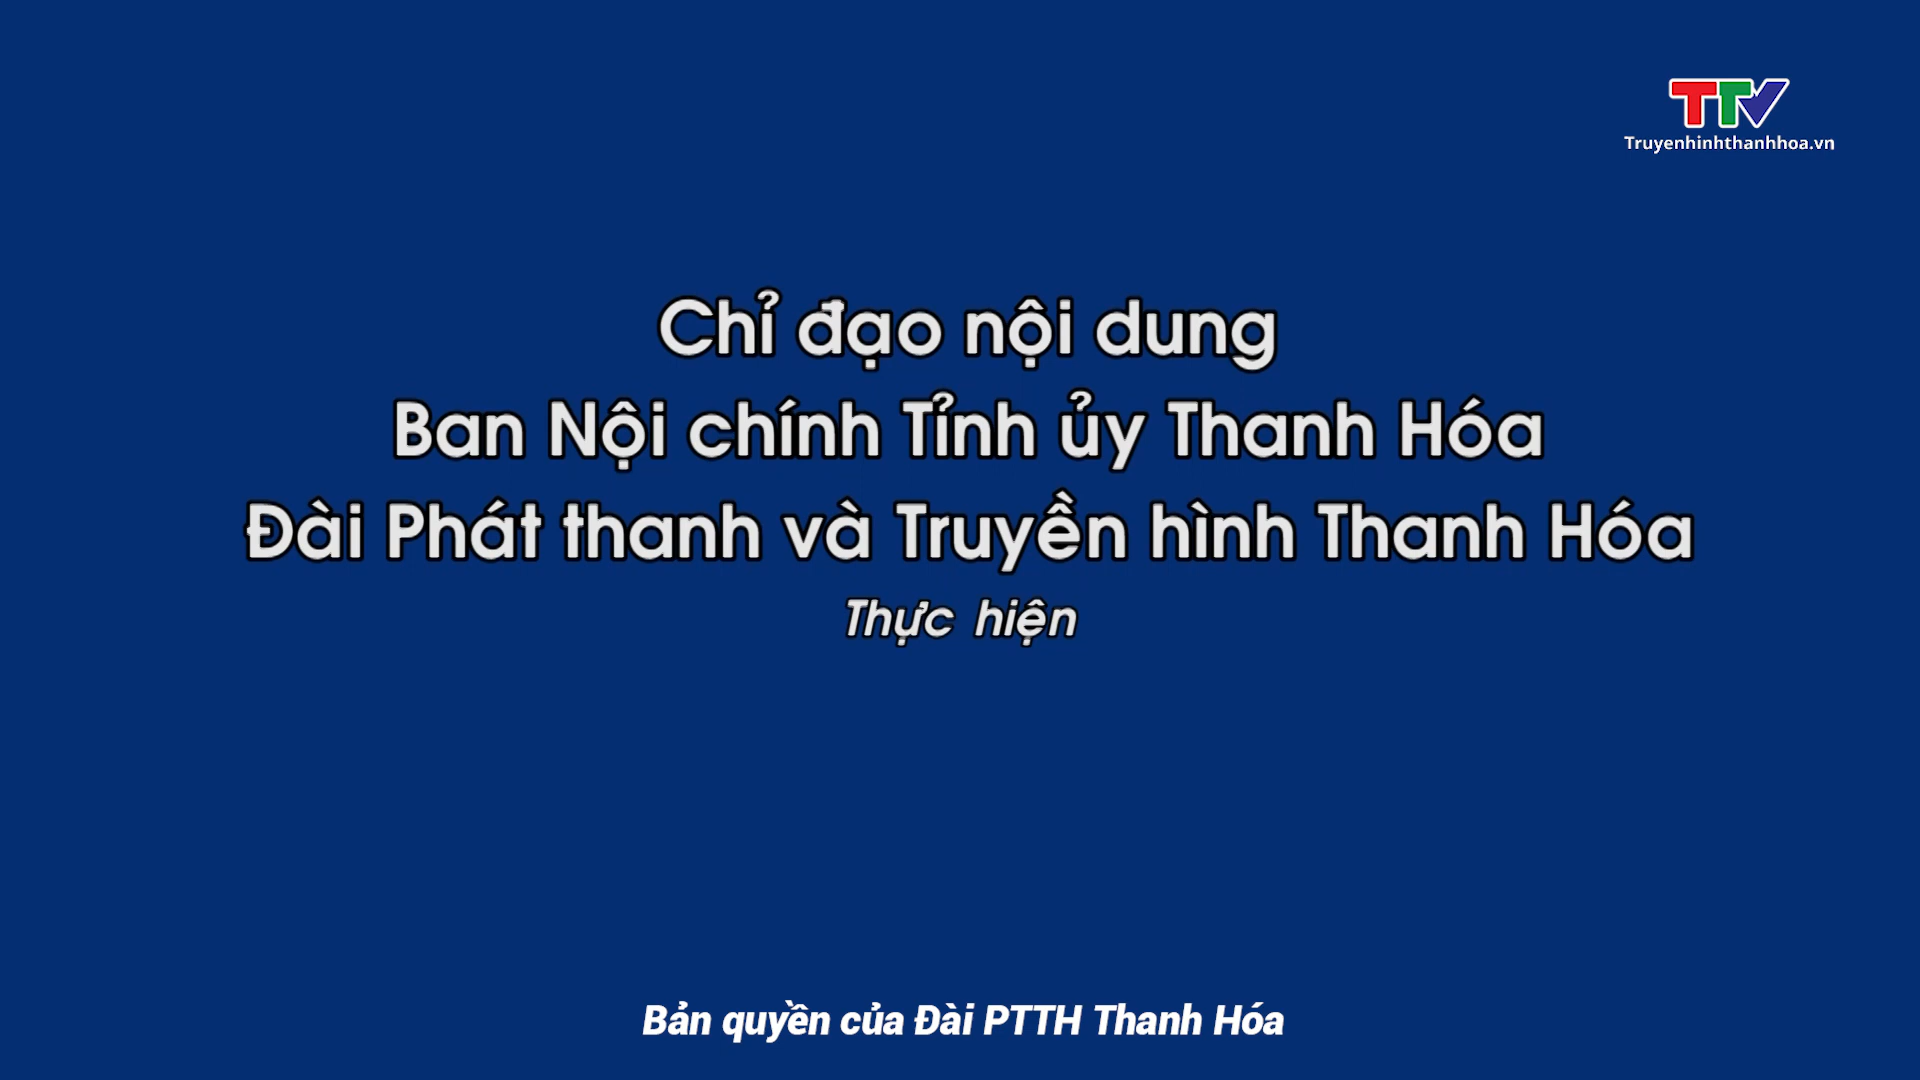 TTV
Truyenhinhthanhhoa.vn
Chỉ đạo nội dung
Ban Nội chính Tỉnh ủy Thanh Hóa
Đài Phát thanh và Truyền hình Thanh Hóa
Thực hiện
Bản quyền của Đài PTTH Thanh Hóa